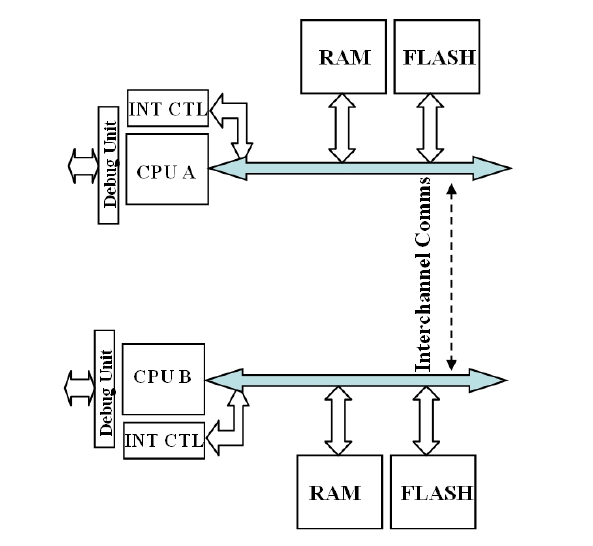 RAM
FLASH
INT CTL
Debug Unit
CPU A
Interchannel Comms
Debug Unit
CPU B
INT CTL
RAM
FLASH